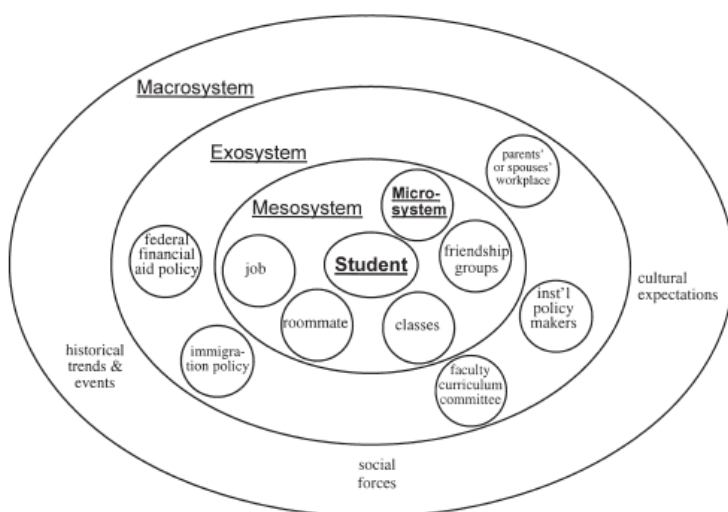 Macrosystem
Exosystem
parents'
or spouses'
workplace
Mesosystem
Micro-
system
federal
financial
aid policy
job
Student
friendship
groups
cultural
expectations
inst'l
policy
makers
roommate
classes
historical
trends &
events
immigra-
tion policy
faculty
curriculum
committee
social
forces